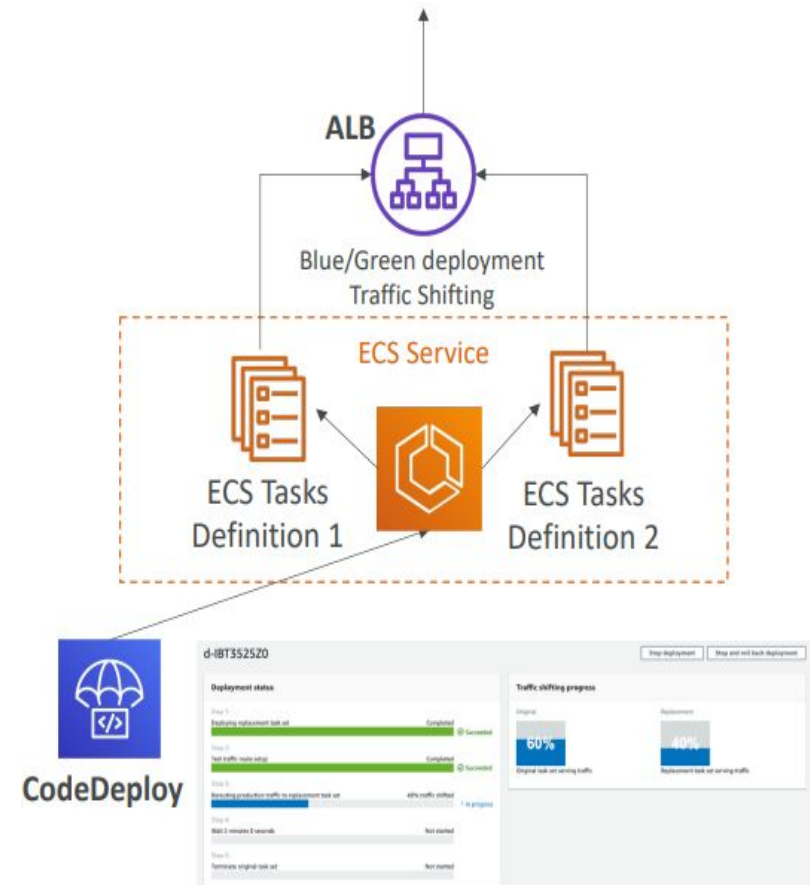 ALB
Blue/Green deployment
Traffic Shifting
ECS Service
ECS Tasks
Definition 1
ECS Tasks
Definition 2
CodeDeploy
d-IBT3525Z0
Stop deployment
Stop and roll back deployment
Deployment status
Step 1:
Deploying replacement task set
Completed
Succeeded
Step 2:
Test traffic route setup
Completed
Succeeded
Step 3:
Rerouting production traffic to replacement task set
40% traffic shifted
In progress
Step 4:
Wait 5 minutes 0 seconds
Not started
Step 5:
Terminate original task set
Not started
Traffic shifting progress
Original
Replacement
60%
40%
Original task set serving traffic
Replacement task set serving traffic